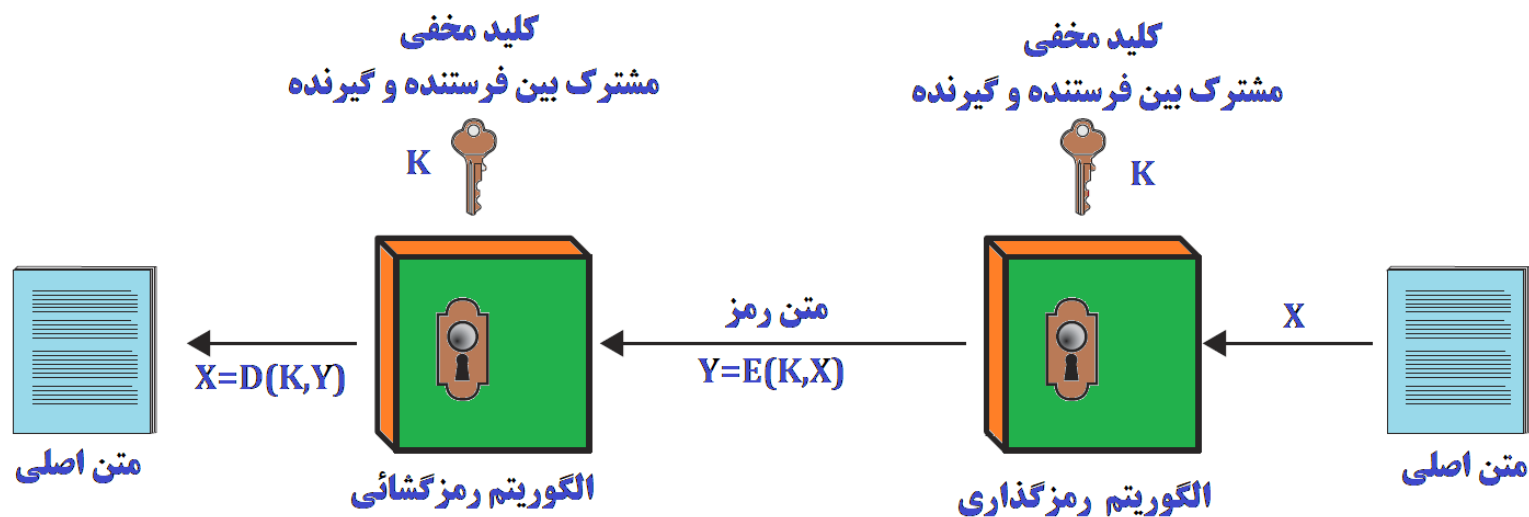 کلید مخفی
مشترک بین فرستنده و گیرنده
K
کلید مخفی
مشترک بین فرستنده و گیرنده
K
X
متن رمز
Y=E(K,X)
X=D(K,Y)
متن اصلی
الگوریتم رمزگذاری
الگوریتم رمزگشائی
متن اصلی